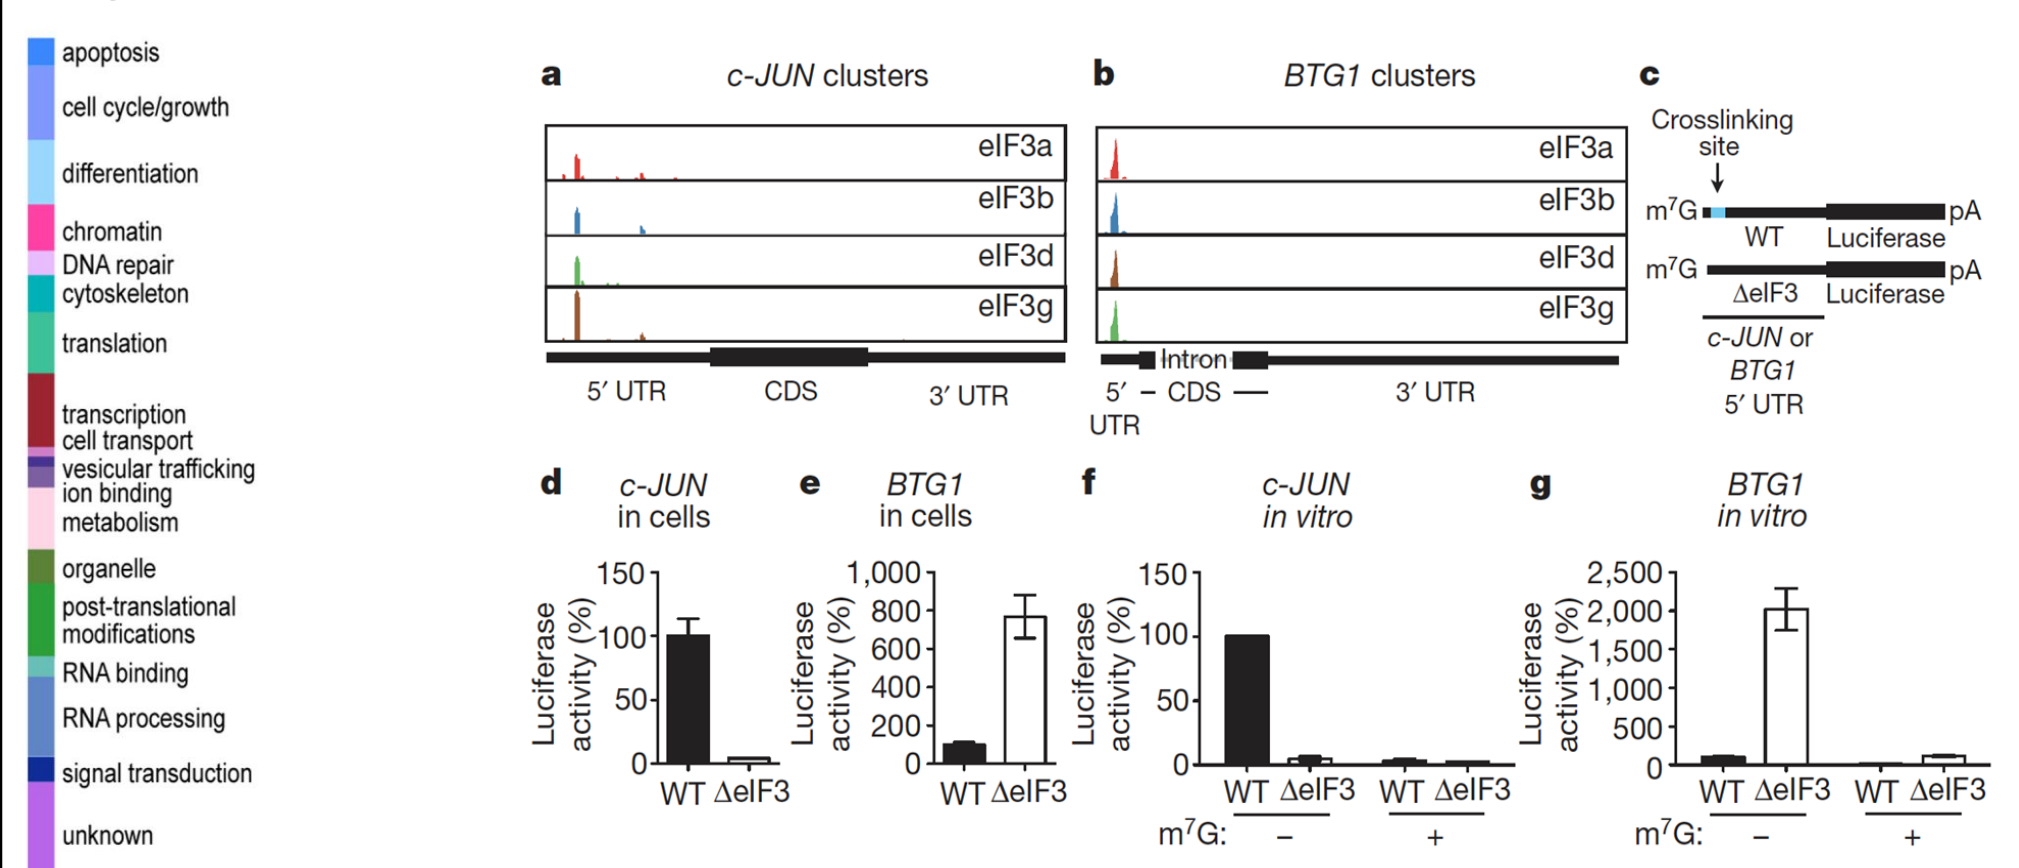 apoptosis
cell cycle/growth
differentiation
chromatin
DNA repair
cytoskeleton
translation
transcription
cell transport
vesicular trafficking
ion binding
metabolism
organelle
post-translational
modifications
RNA binding
RNA processing
signal transduction
unknown
a
c-JUN clusters
eIF3a
eIF3b
eIF3d
eIF3g
5′ UTR
CDS
3′ UTR
b
BTG1 clusters
eIF3a
eIF3b
eIF3d
eIF3g
Intron
5′ – CDS —
UTR
3′ UTR
c
Crosslinking
site
m⁷G
pA
WT
Luciferase
m⁷G
pA
ΔeIF3
Luciferase
c-JUN or
BTG1
5′ UTR
d
c-JUN
in cells
Luciferase
activity (%)
150
100
50
0
WT ΔeIF3
e
BTG1
in cells
Luciferase
activity (%)
1,000
800
600
400
200
0
WT ΔeIF3
f
c-JUN
in vitro
Luciferase
activity (%)
150
100
50
0
WT ΔeIF3 WT ΔeIF3
m⁷G: – +
g
BTG1
in vitro
Luciferase
activity (%)
2,500
2,000
1,500
1,000
500
0
WT ΔeIF3 WT ΔeIF3
m⁷G: – +